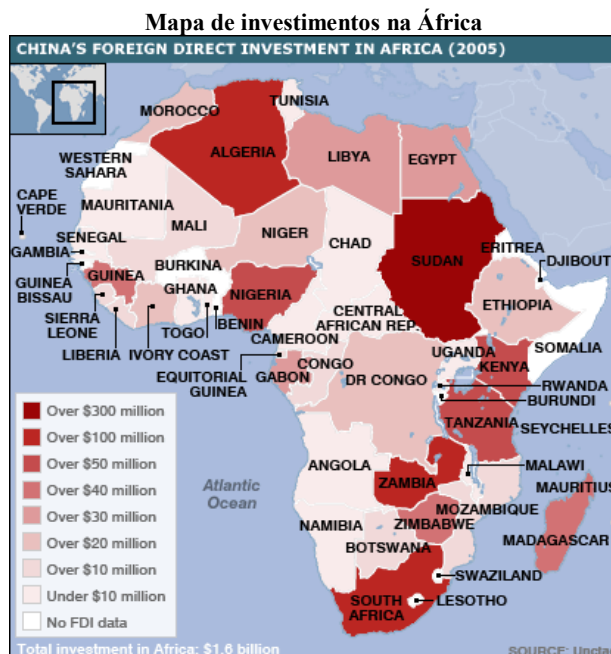 Mapa de investimentos na África
CHINA'S FOREIGN DIRECT INVESTMENT IN AFRICA (2005)
TUNISIA
MOROCCO
ALGERIA
LIBYA
EGYPT
WESTERN
SAHARA
CAPE
VERDE
MAURITANIA
MALI
NIGER
CHAD
SUDAN
ERITREA
DJIBOUTI
SENEGAL
GAMBIA
BURKINA
GUINEA
GUINEA
BISSAU
GHANA
NIGERIA
ETHIOPIA
SIERRA
LEONE
TOGO
BENIN
CENTRAL
AFRICAN REP.
CAMEROON
SOMALIA
LIBERIA
IVORY COAST
EQUITORIAL
GUINEA
GABON
CONGO
DR CONGO
UGANDA
KENYA
RWANDA
BURUNDI
TANZANIA
SEYCHELLES
Over $300 million
Over $100 million
Over $50 million
Over $40 million
Over $30 million
Over $20 million
Over $10 million
Under $10 million
No FDI data
Atlantic
Ocean
ANGOLA
ZAMBIA
MALAWI
MAURITIUS
MOZAMBIQUE
ZIMBABWE
NAMIBIA
BOTSWANA
MADAGASCAR
SWAZILAND
SOUTH
AFRICA
LESOTHO
Total investment in Africa: $1.6 billion
SOURCE: Unctad